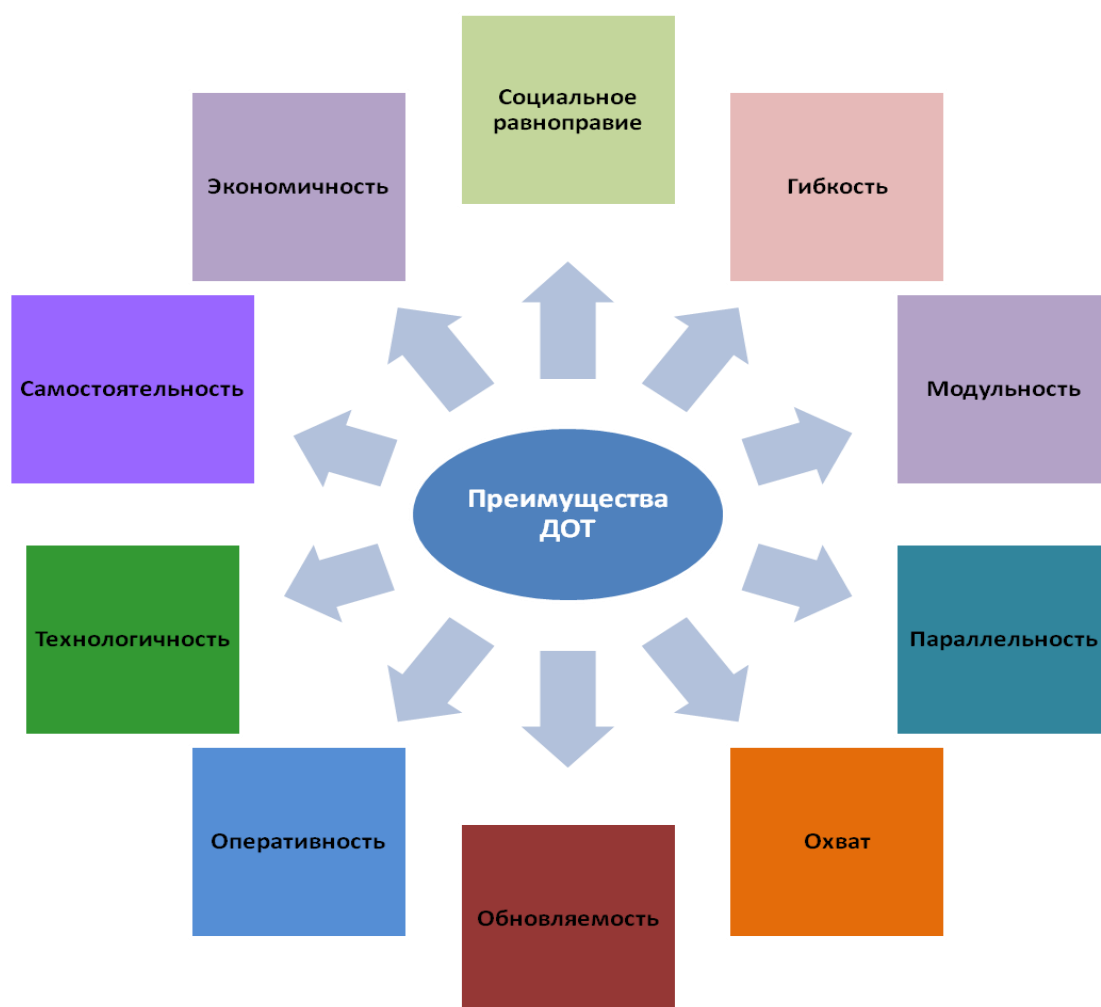 Социальное
равноправие
Гибкость
Модульность
Параллельность
Охват
Обновляемость
Оперативность
Технологичность
Самостоятельность
Экономичность
Преимущества
ДОТ